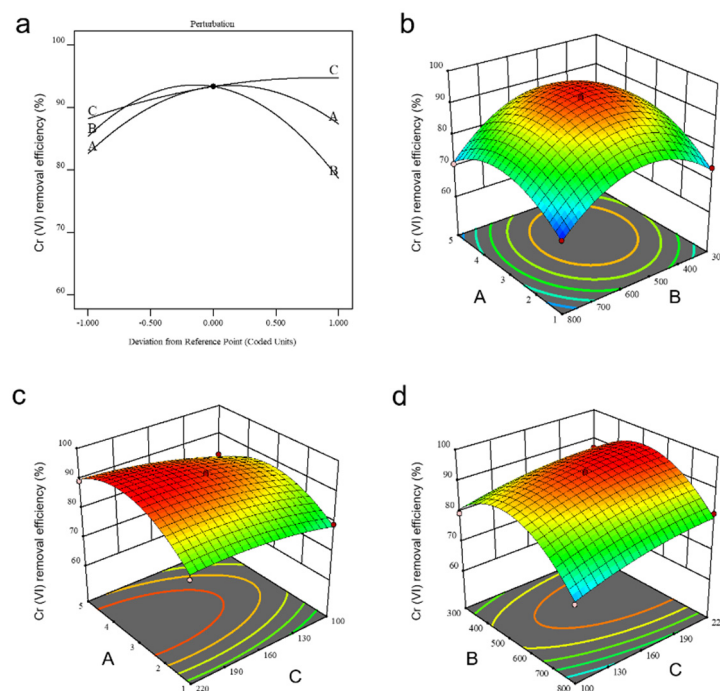 a
Perturbation
Cr (VI) removal efficiency (%)
100
90
80
70
60
C
B
A
C
A
B
-1.000
-0.500
0.000
0.500
1.000
Deviation from Reference Point (Coded Units)
b
Cr (VI) removal efficiency (%)
100
90
80
70
60
5
4
3
2
1
A
800
700
600
500
400
30
B
c
Cr (VI) removal efficiency (%)
100
90
80
70
60
5
4
3
2
1
A
220
190
160
130
100
C
d
Cr (VI) removal efficiency (%)
100
90
80
70
60
300
400
500
600
700
800
B
100
130
160
190
22
C